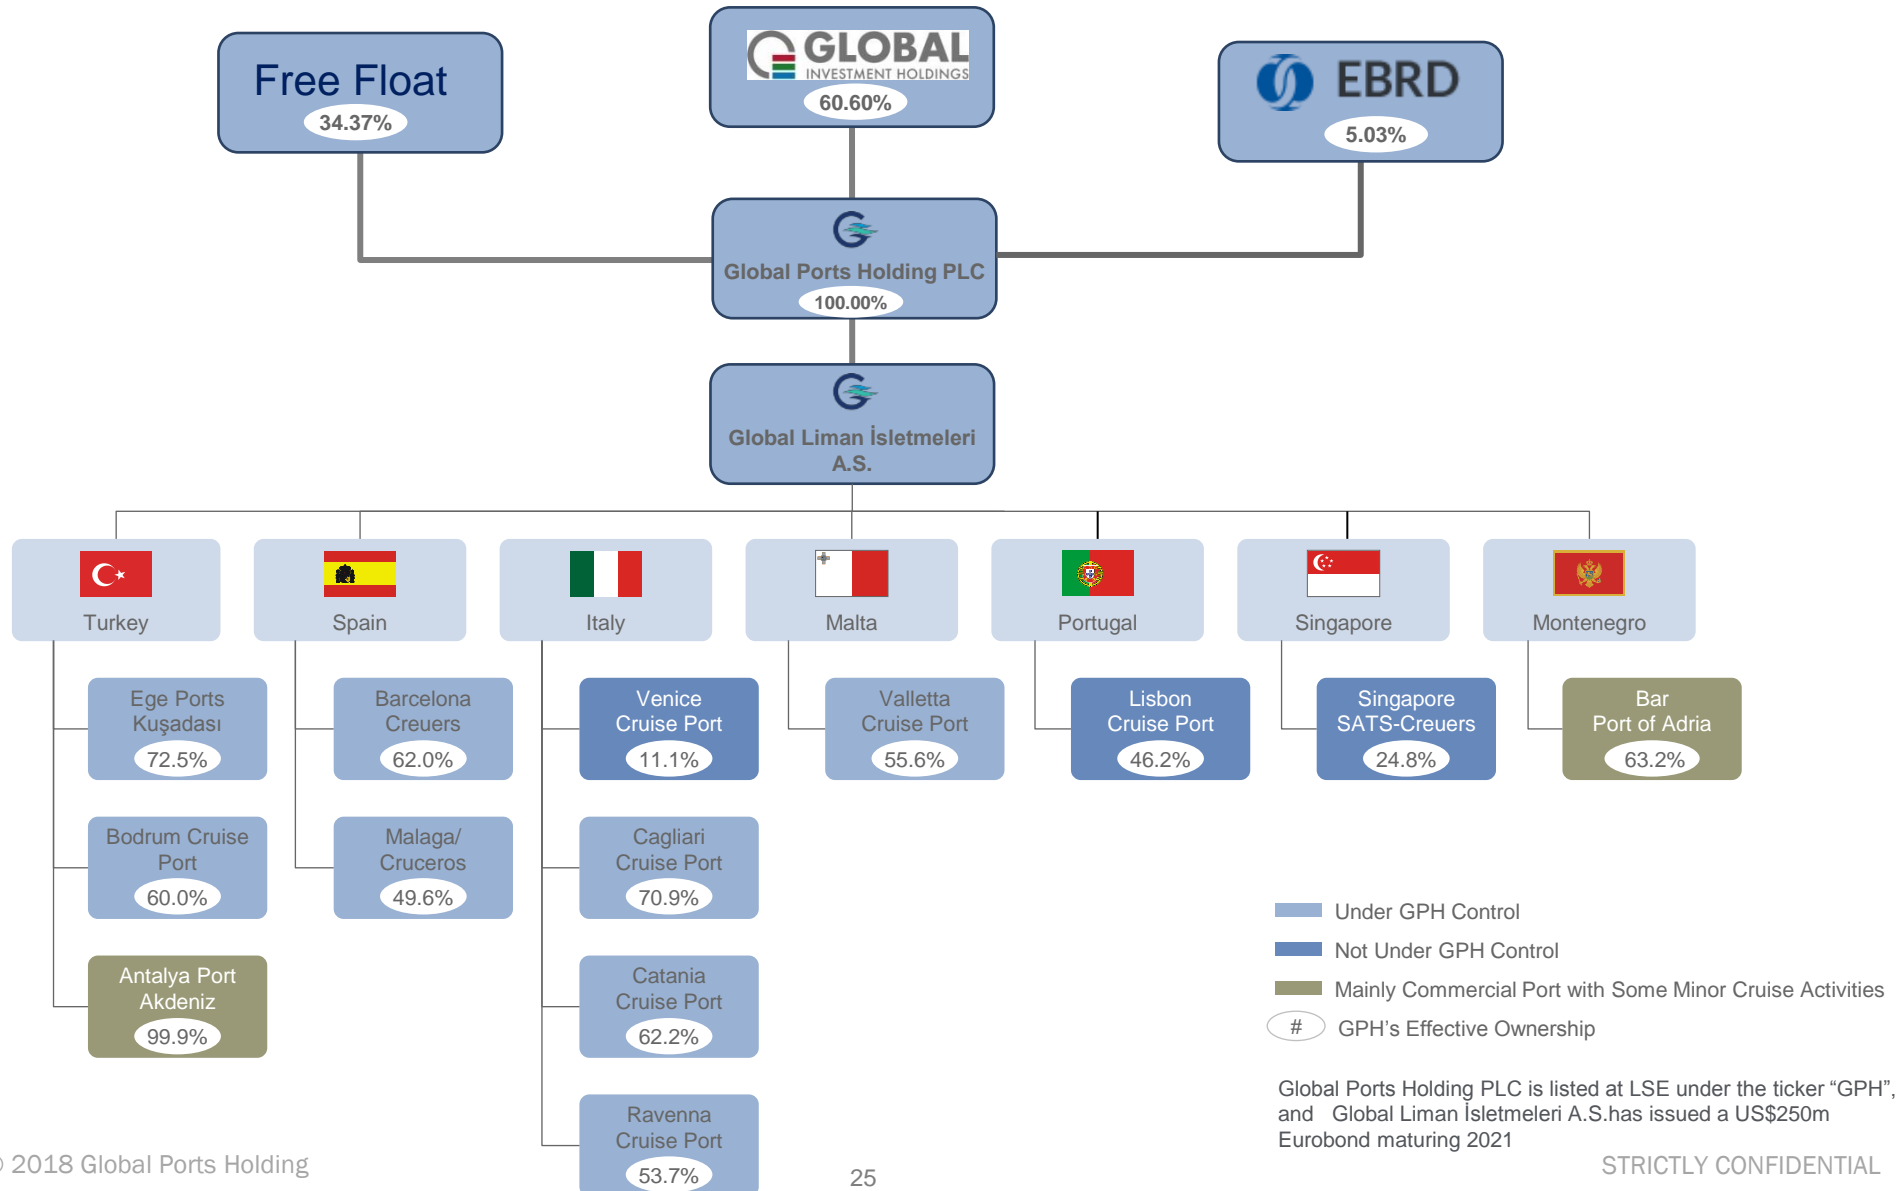 Free Float
34.37%
GLOBAL
INVESTMENT HOLDINGS
60.60%
EBRD
5.03%
Global Ports Holding PLC
100.00%
Global Liman İsletmeleri
A.S.
Turkey
Spain
Italy
Malta
Portugal
Singapore
Montenegro
Ege Ports
Kuşadası
72.5%
Barcelona
Creuers
62.0%
Venice
Cruise Port
11.1%
Valletta
Cruise Port
55.6%
Lisbon
Cruise Port
46.2%
Singapore
SATS-Creuers
24.8%
Bar
Port of Adria
63.2%
Bodrum Cruise
Port
60.0%
Malaga/
Cruceros
49.6%
Cagliari
Cruise Port
70.9%
Antalya Port
Akdeniz
99.9%
Catania
Cruise Port
62.2%
Ravenna
Cruise Port
53.7%
Under GPH Control
Not Under GPH Control
Mainly Commercial Port with Some Minor Cruise Activities
# GPH's Effective Ownership
Global Ports Holding PLC is listed at LSE under the ticker “GPH”,
and Global Liman İsletmeleri A.S.has issued a US$250m
Eurobond maturing 2021
© 2018 Global Ports Holding
25
STRICTLY CONFIDENTIAL